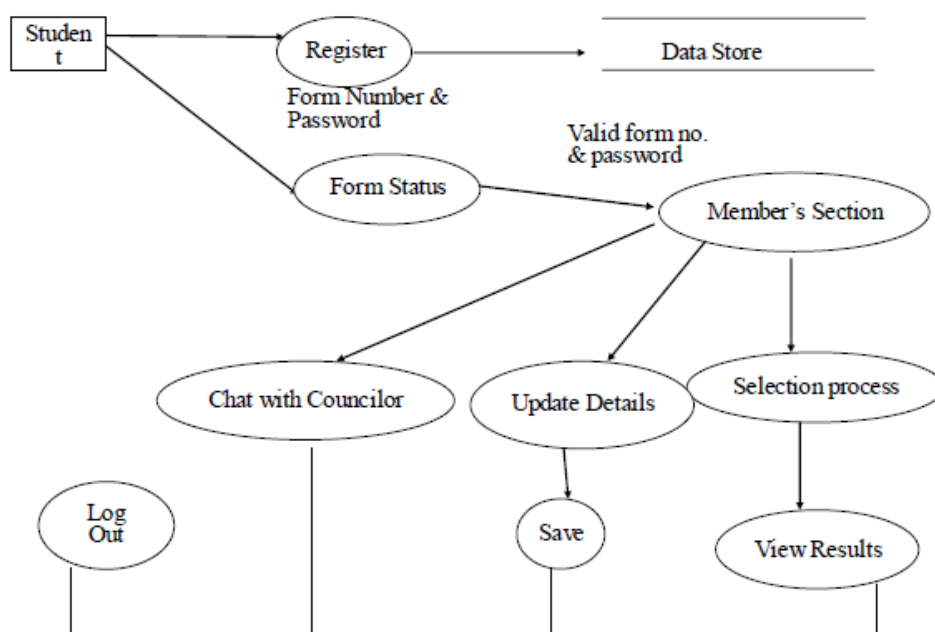 Studen
t
Register
Data Store
Form Number &
Password
Valid form no.
& password
Form Status
Member's Section
Chat with Councilor
Update Details
Selection process
Log
Out
Save
View Results